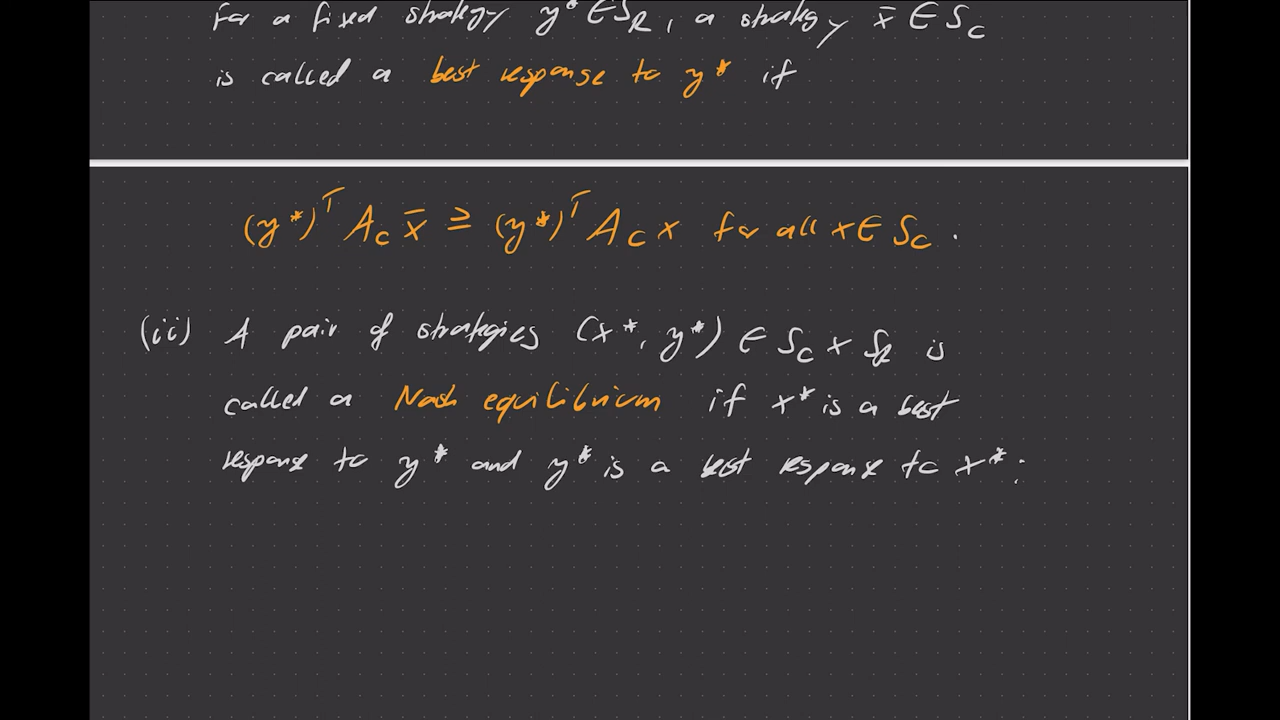 for a fixed strategy y* ∈ S_R, a strategy x̄ ∈ S_C
is called a best response to y* if
(y*)^T A_C x̄ ≥ (y*)^T A_C x for all x ∈ S_C.
(iii) A pair of strategies (x*, y*) ∈ S_C × S_R is
called a Nash equilibrium if x* is a best
response to y* and y* is a best response to x*: